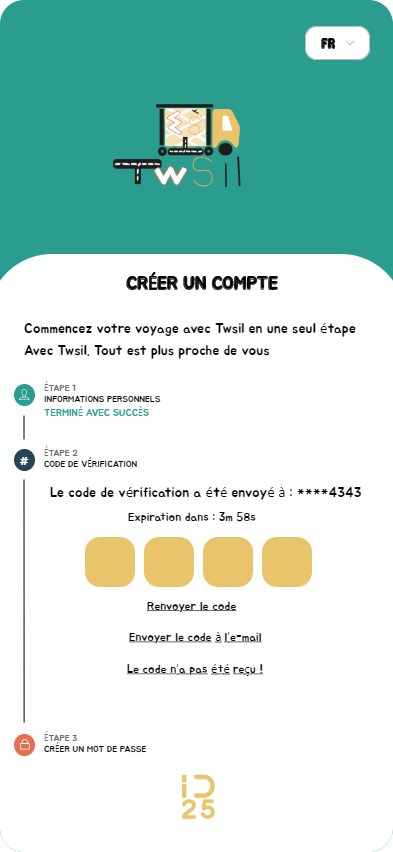 FR
Twsil
CRÉER UN COMPTE
Commencez votre voyage avec Twsil en une seul étape
Avec Twsil, Tout est plus proche de vous
ÉTAPE 1
INFORMATIONS PERSONNELS
TERMINÉ AVEC SUCCÈS
ÉTAPE 2
# CODE DE VÉRIFICATION
Le code de vérification a été envoyé à : ****4343
Expiration dans : 3m 58s
Renvoyer le code
Envoyer le code à l'e-mail
Le code n'a pas été reçu !
ÉTAPE 3
CRÉER UN MOT DE PASSE
ID
25